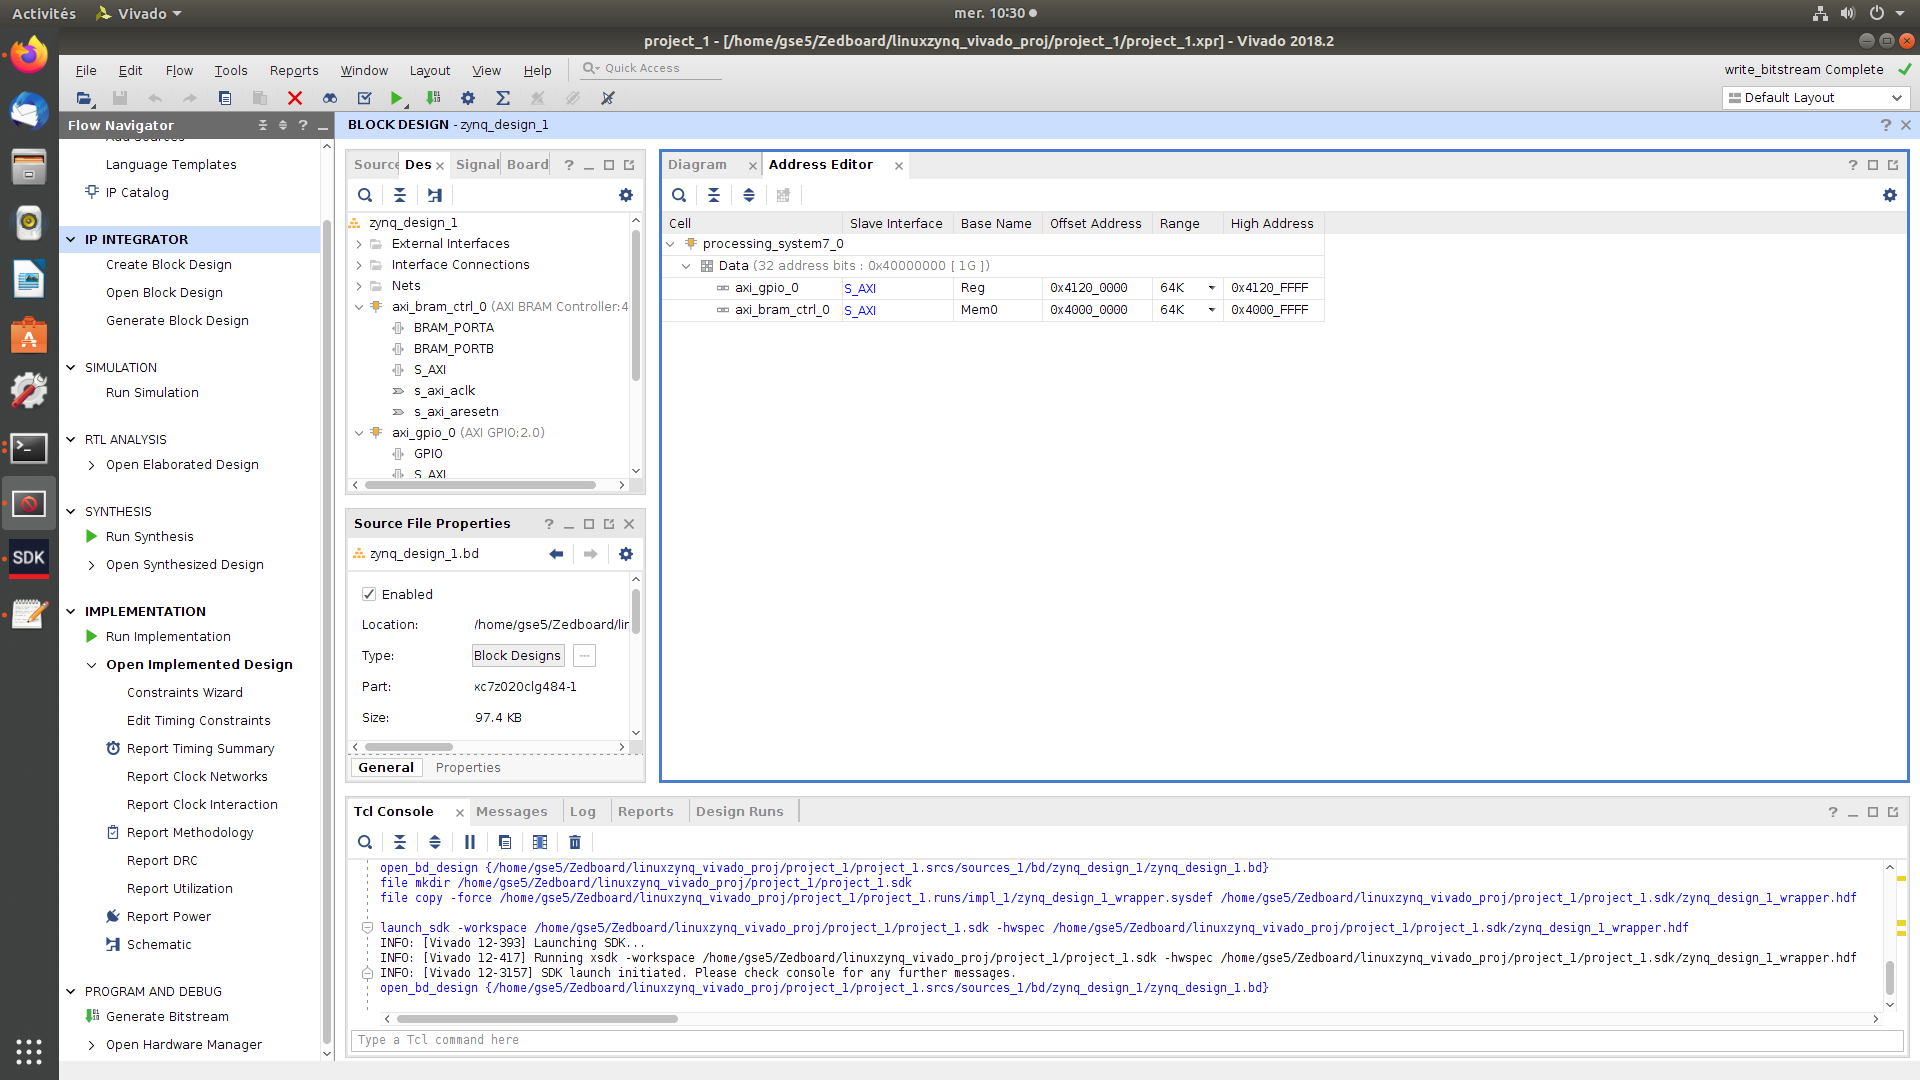 Activités
Vivado
mer. 10:30
project_1 - [/home/gse5/Zedboard/linuxzynq_vivado_proj/project_1/project_1.xpr] - Vivado 2018.2
File Edit Flow Tools Reports Window Layout View Help
Quick Access
write_bitstream Complete
Default Layout
Flow Navigator
BLOCK DESIGN - zynq_design_1
Add Sources
Language Templates
IP Catalog
IP INTEGRATOR
Create Block Design
Open Block Design
Generate Block Design
SIMULATION
Run Simulation
RTL ANALYSIS
Open Elaborated Design
SYNTHESIS
Run Synthesis
Open Synthesized Design
IMPLEMENTATION
Run Implementation
Open Implemented Design
Constraints Wizard
Edit Timing Constraints
Report Timing Summary
Report Clock Networks
Report Clock Interaction
Report Methodology
Report DRC
Report Utilization
Report Power
Schematic
PROGRAM AND DEBUG
Generate Bitstream
Open Hardware Manager
SDK
Source Des Signal Board
zynq_design_1
External Interfaces
Interface Connections
Nets
axi_bram_ctrl_0 (AXI BRAM Controller:4
BRAM_PORTA
BRAM_PORTB
S_AXI
s_axi_aclk
s_axi_aresetn
axi_gpio_0 (AXI GPIO:2.0)
GPIO
S_AXI
Source File Properties
zynq_design_1.bd
Enabled
Location: /home/gse5/Zedboard/lir
Type: Block Designs ...
Part: xc7z020clg484-1
Size: 97.4 KB
General Properties
Diagram Address Editor
Cell Slave Interface Base Name Offset Address Range High Address
processing_system7_0
Data (32 address bits : 0x40000000 [ 1G ])
axi_gpio_0 S_AXI Reg 0x4120_0000 64K 0x4120_FFFF
axi_bram_ctrl_0 S_AXI Mem0 0x4000_0000 64K 0x4000_FFFF
Tcl Console Messages Log Reports Design Runs
open_bd_design {/home/gse5/Zedboard/linuxzynq_vivado_proj/project_1/project_1.srcs/sources_1/bd/zynq_design_1/zynq_design_1.bd}
file mkdir /home/gse5/Zedboard/linuxzynq_vivado_proj/project_1/project_1.sdk
file copy -force /home/gse5/Zedboard/linuxzynq_vivado_proj/project_1/project_1.runs/impl_1/zynq_design_1_wrapper.sysdef /home/gse5/Zedboard/linuxzynq_vivado_proj/project_1/project_1.sdk/zynq_design_1_wrapper.hdf
launch_sdk -workspace /home/gse5/Zedboard/linuxzynq_vivado_proj/project_1/project_1.sdk -hwspec /home/gse5/Zedboard/linuxzynq_vivado_proj/project_1/project_1.sdk/zynq_design_1_wrapper.hdf
INFO: [Vivado 12-393] Launching SDK...
INFO: [Vivado 12-417] Running xsdk -workspace /home/gse5/Zedboard/linuxzynq_vivado_proj/project_1/project_1.sdk -hwspec /home/gse5/Zedboard/linuxzynq_vivado_proj/project_1/project_1.sdk/zynq_design_1_wrapper.hdf
INFO: [Vivado 12-3157] SDK launch initiated. Please check console for any further messages.
open_bd_design {/home/gse5/Zedboard/linuxzynq_vivado_proj/project_1/project_1.srcs/sources_1/bd/zynq_design_1/zynq_design_1.bd}
Type a Tcl command here